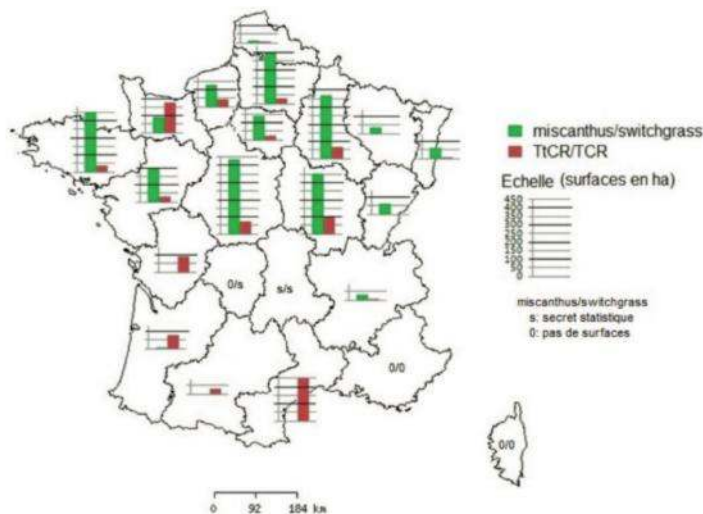 miscanthus/switchgrass
TtCR/TCR
Echelle (surfaces en ha)
450
400
350
300
250
200
150
100
50
0
miscanthus/switchgrass
s: secret statistique
0: pas de surfaces
0/s
s/s
0/0
0/0
0 92 184 km